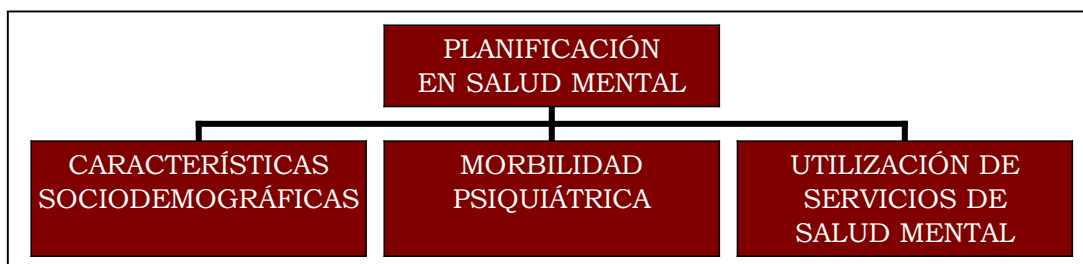 PLANIFICACIÓN
EN SALUD MENTAL
CARACTERÍSTICAS
SOCIODEMOGRÁFICAS
MORBILIDAD
PSIQUIÁTRICA
UTILIZACIÓN DE
SERVICIOS DE
SALUD MENTAL